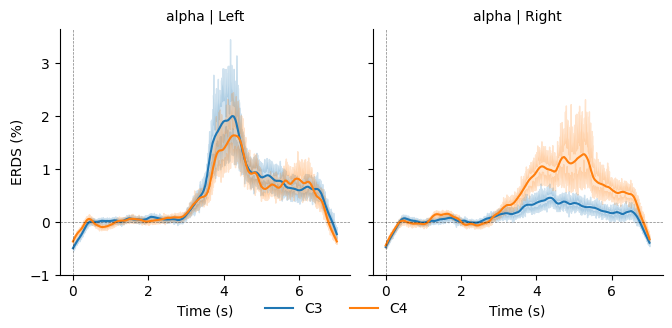 alpha | Left
alpha | Right
ERDS (%)
3
2
1
0
−1
0 2 4 6
0 2 4 6
Time (s)
Time (s)
C3 C4